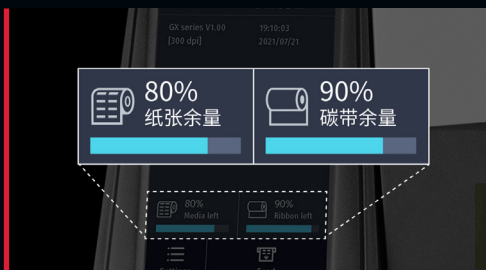 GX series V1.00
19:10:03
[300 dpi]
2021/07/21
80%
纸张余量
90%
碳带余量
80%
Media left
90%
Ribbon left